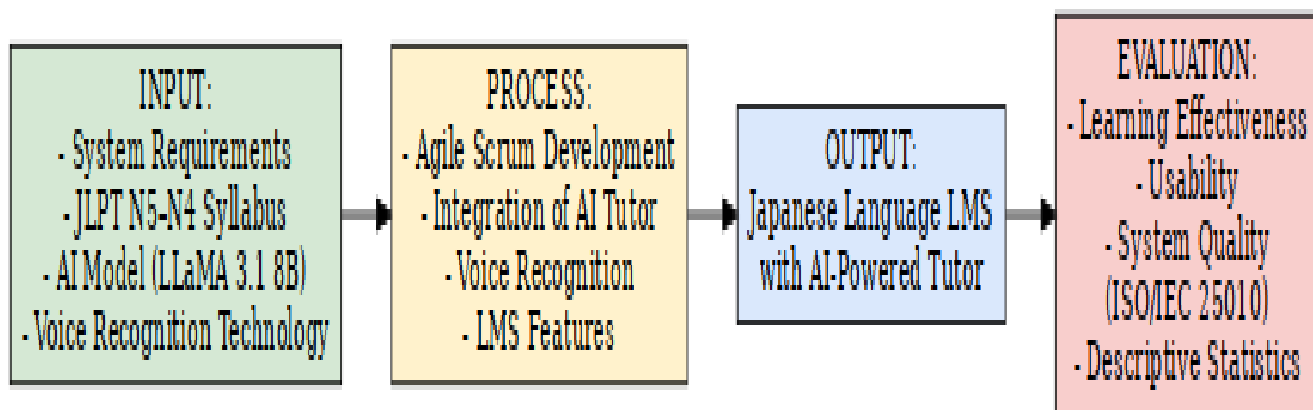 INPUT:
- System Requirements
- JLPT N5-N4 Syllabus
- AI Model (LLaMA 3.1 8B)
- Voice Recognition Technology
PROCESS:
- Agile Scrum Development
- Integration of AI Tutor
- Voice Recognition
- LMS Features
OUTPUT:
Japanese Language LMS
with AI-Powered Tutor
EVALUATION:
- Learning Effectiveness
- Usability
- System Quality
(ISO/IEC 25010)
- Descriptive Statistics